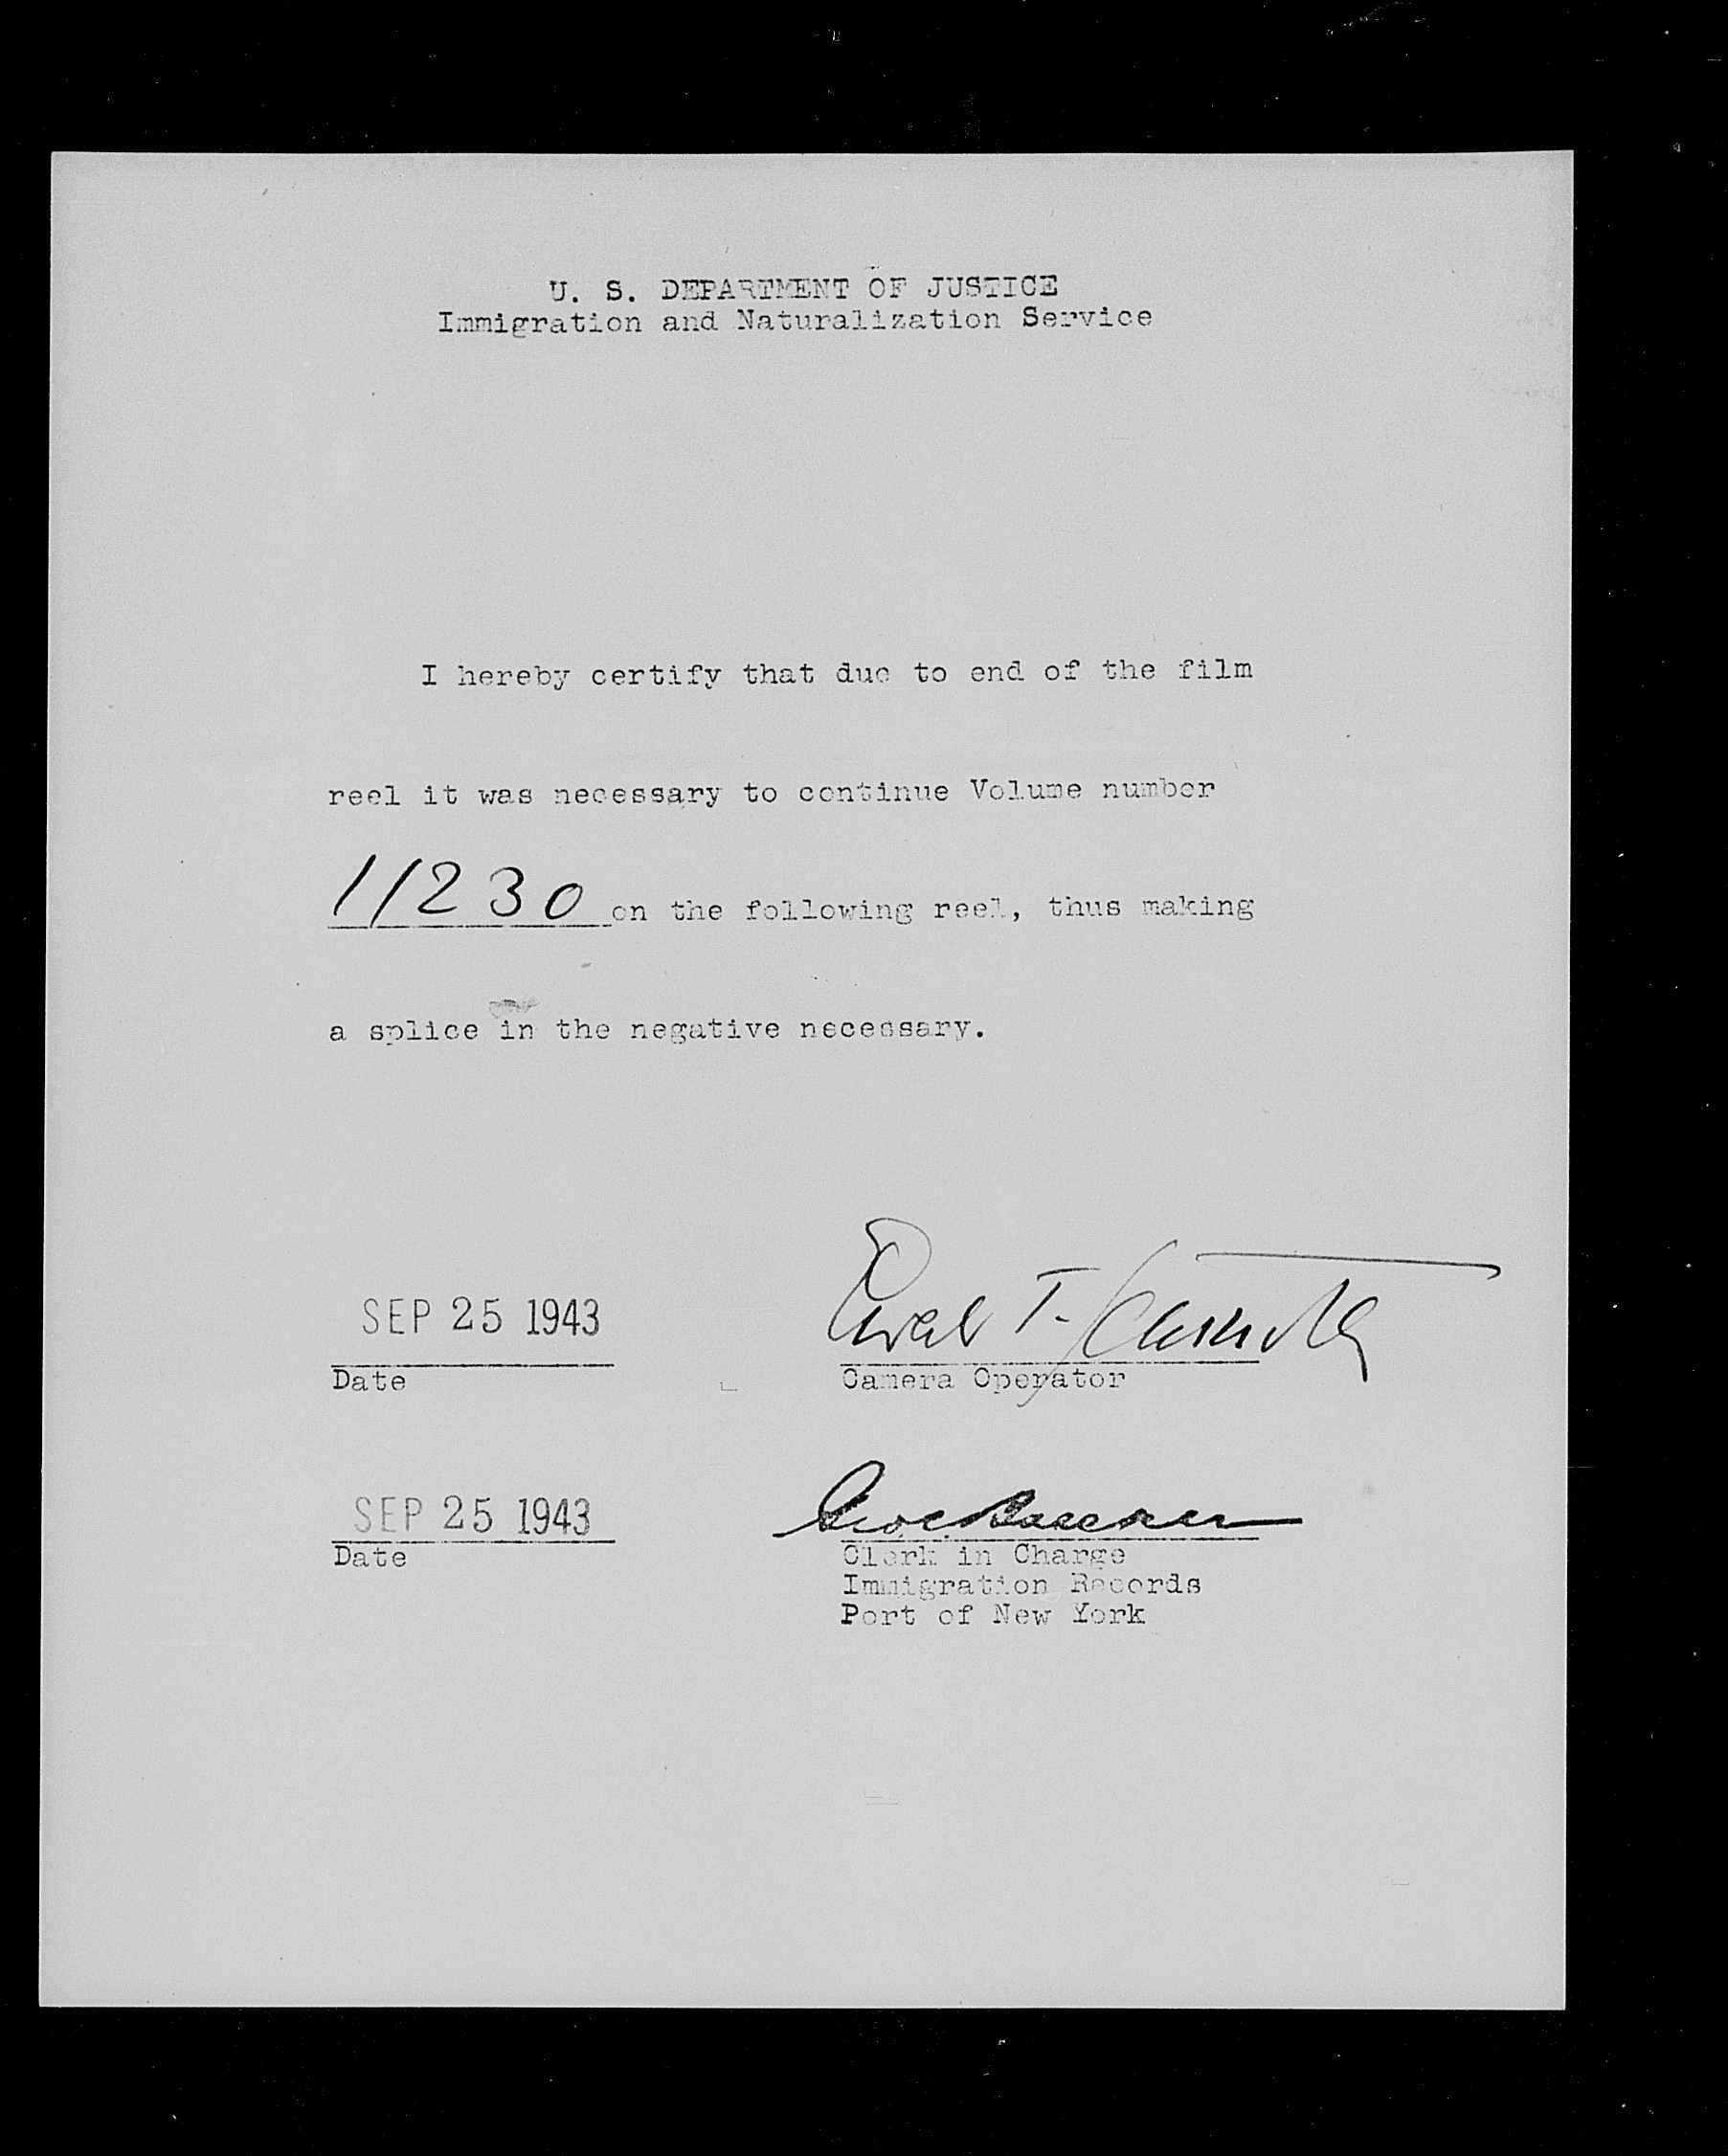 U. S. DEPARTMENT OF JUSTICE
Immigration and Naturalization Service
I hereby certify that due to end of the film
reel it was necessary to continue Volume number
11230 on the following reel, thus making
a splice in the negative necessary.
SEP 25 1943
Date
T.
Camera Operator
SEP 25 1943
Date
Clerk in Charge
Immigration Records
Port of New York